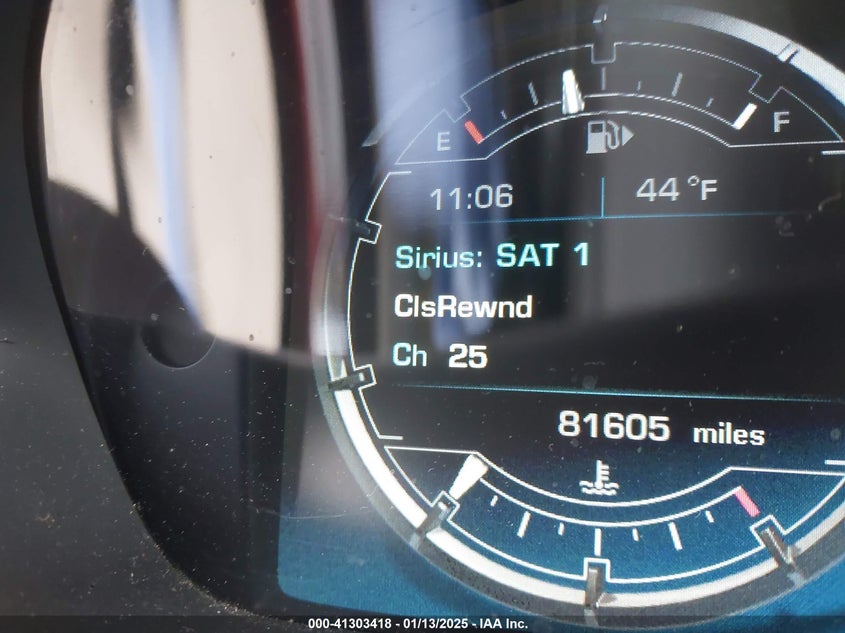 E F
11:06 44°F
Sirius: SAT 1
ClsRewnd
Ch 25
81605 miles
000-41303418 - 01/13/2025 - IAA Inc.